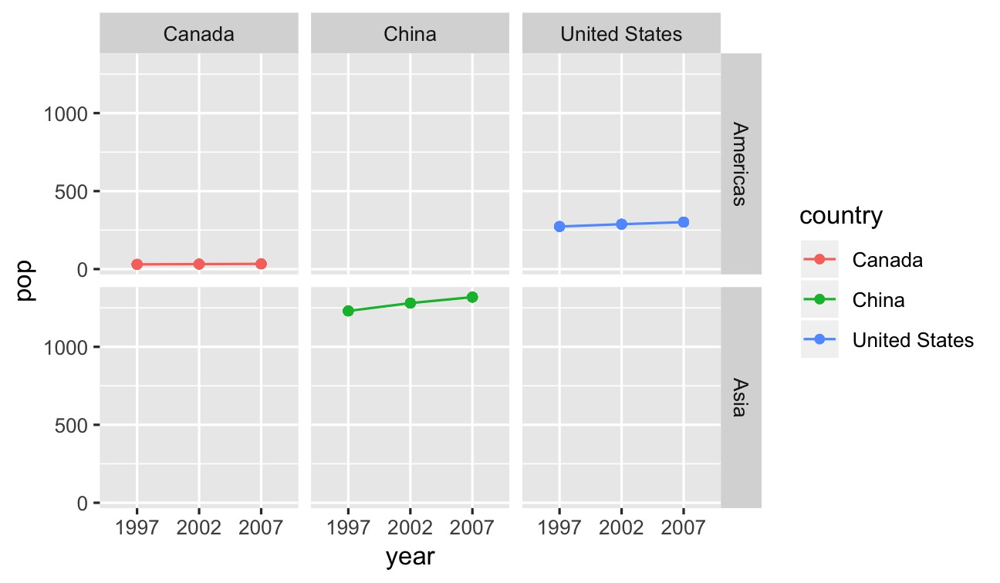 Canada China United States
1000
500
0
Americas
pop
1000
500
0
Asia
1997 2002 2007 1997 2002 2007 1997 2002 2007
year
country
Canada
China
United States